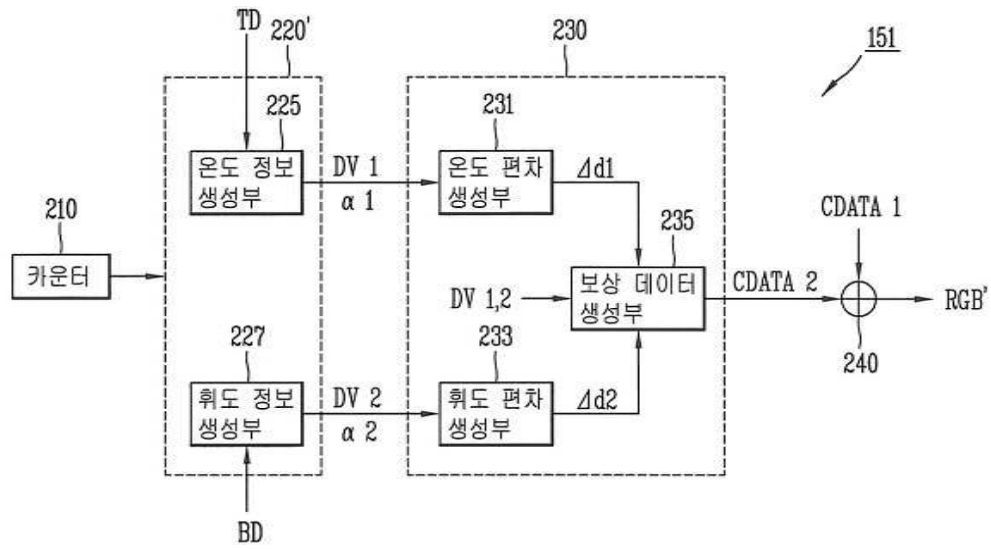 TD
220'
230
151
225
231
온도 정보
생성부
DV 1
α 1
온도 편차
생성부
⊿d1
210
카운터
235
CDATA 1
DV 1,2
보상 데이터
생성부
CDATA 2
RGB'
240
227
233
휘도 정보
생성부
DV 2
α 2
휘도 편차
생성부
⊿d2
BD